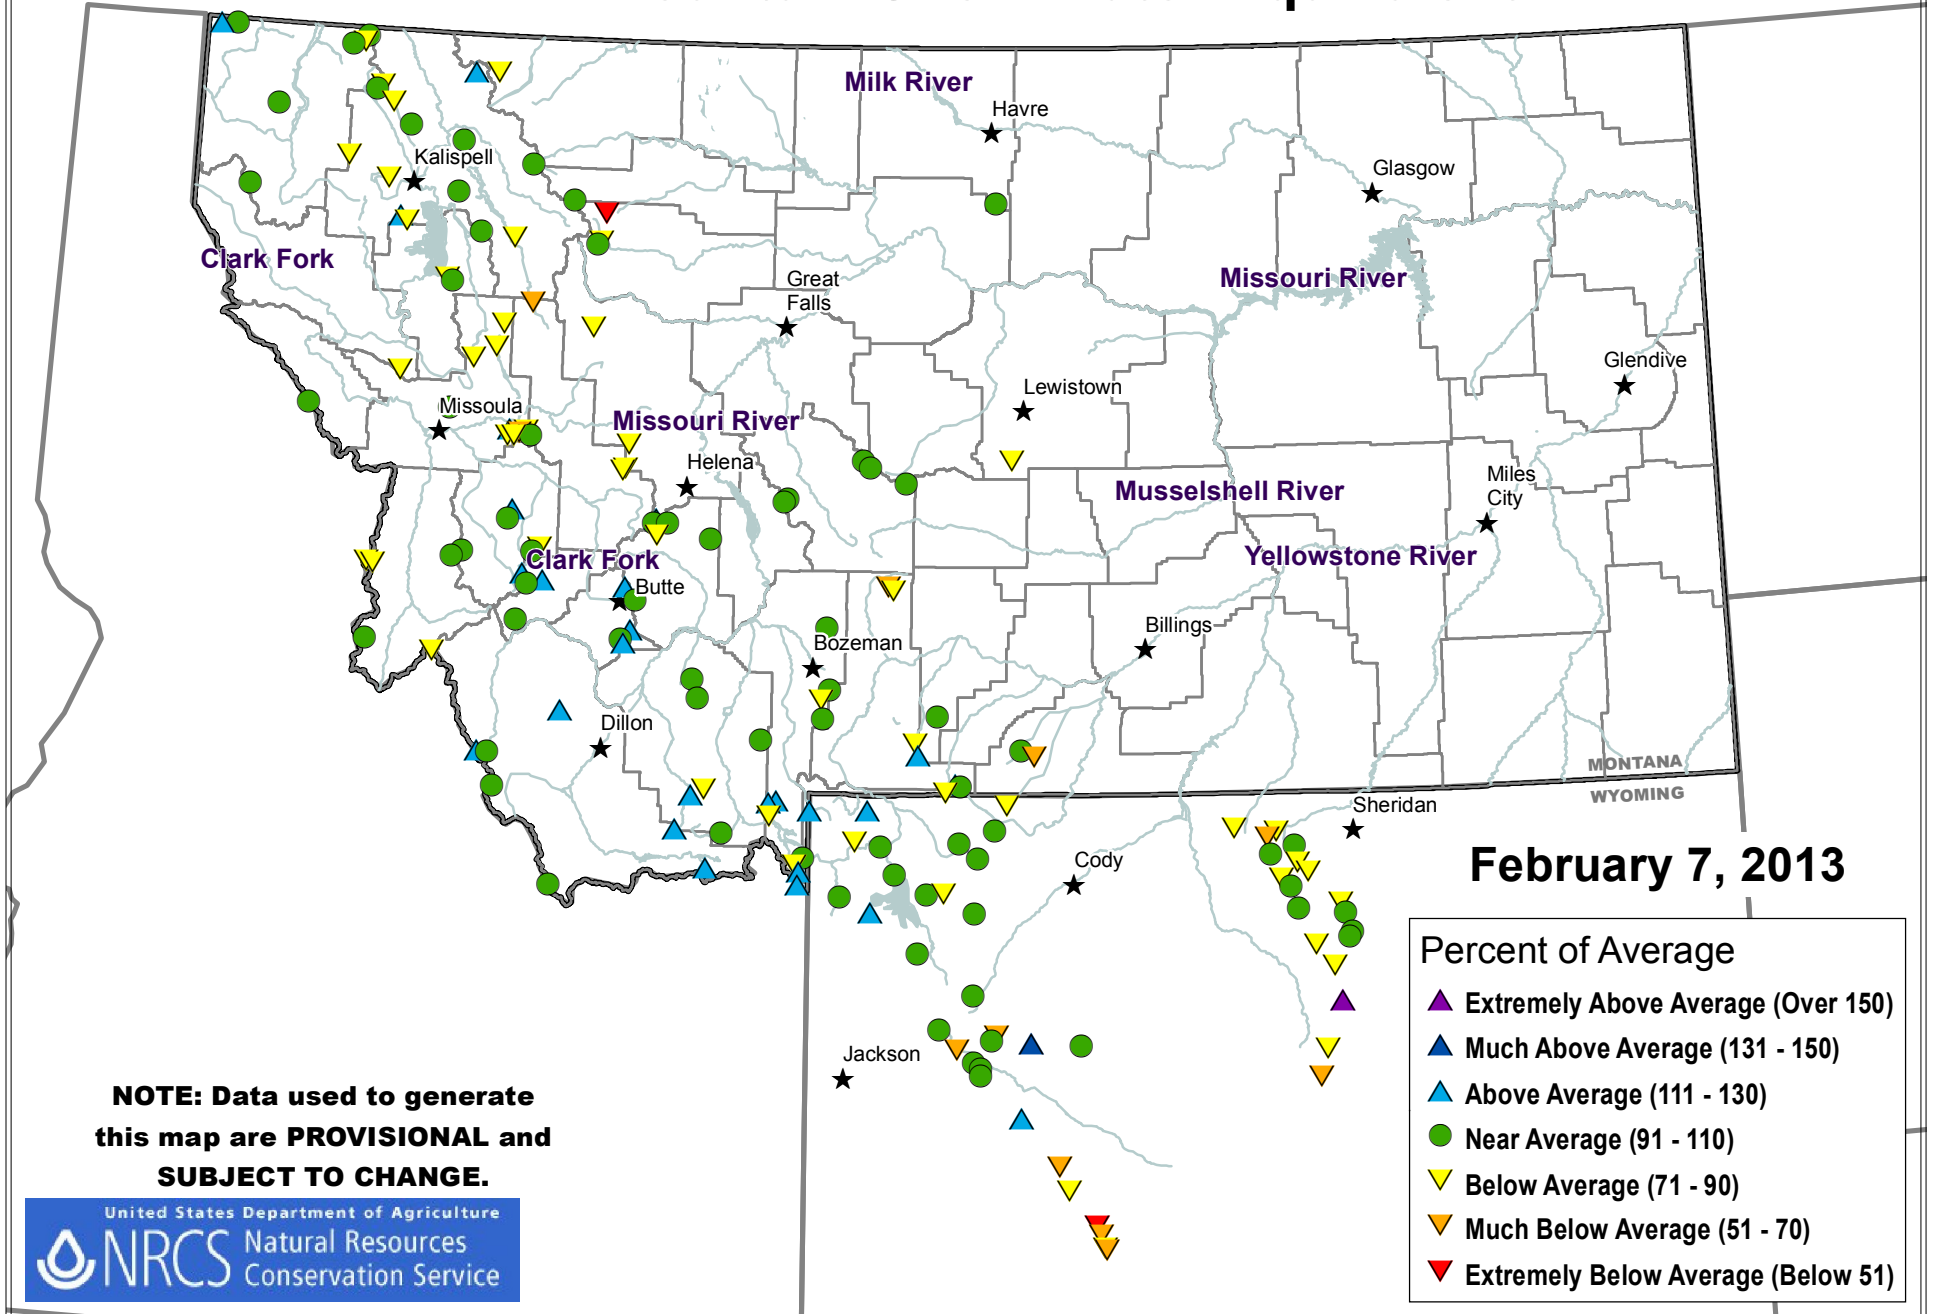 Milk River
Havre
Kalispell
Glasgow
Clark Fork
Missouri River
Great
Falls
Glendive
Lewistown
Missoula
Missouri River
Helena
Miles
City
Musselshell River
Yellowstone River
Clark Fork
Butte
Billings
Bozeman
Dillon
MONTANA
WYOMING
Sheridan
Cody
Jackson
February 7, 2013
Percent of Average
Extremely Above Average (Over 150)
Much Above Average (131 - 150)
Above Average (111 - 130)
Near Average (91 - 110)
Below Average (71 - 90)
Much Below Average (51 - 70)
Extremely Below Average (Below 51)
NOTE: Data used to generate
this map are PROVISIONAL and
SUBJECT TO CHANGE.
United States Department of Agriculture
NRCS Natural Resources
Conservation Service